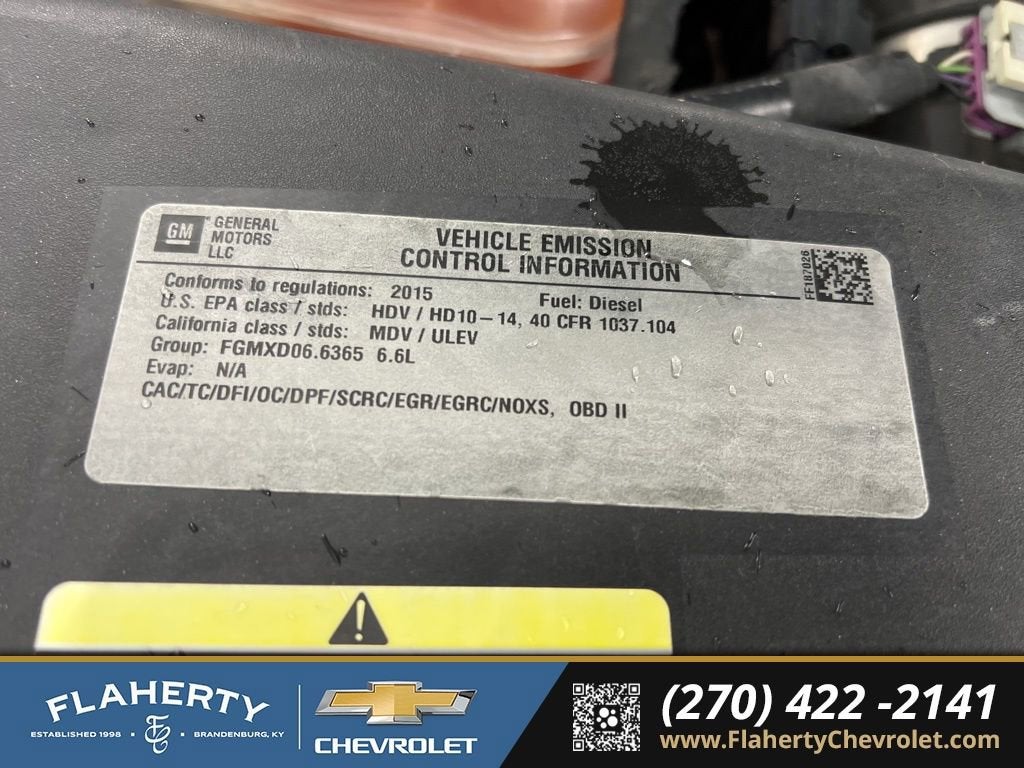 GM GENERAL
MOTORS
LLC
VEHICLE EMISSION
CONTROL INFORMATION
FF187026
Conforms to regulations: 2015 Fuel: Diesel
U.S. EPA class / stds: HDV / HD10-14, 40 CFR 1037.104
California class / stds: MDV / ULEV
Group: FGMXD06.6365 6.6L
Evap: N/A
CAC/TC/DFI/OC/DPF/SCRC/EGR/EGRC/NOXS, OBD II
FLAHERTY
ESTABLISHED 1998 • BRANDENBURG, KY
CHEVROLET
(270) 422 -2141
www.FlahertyChevrolet.com